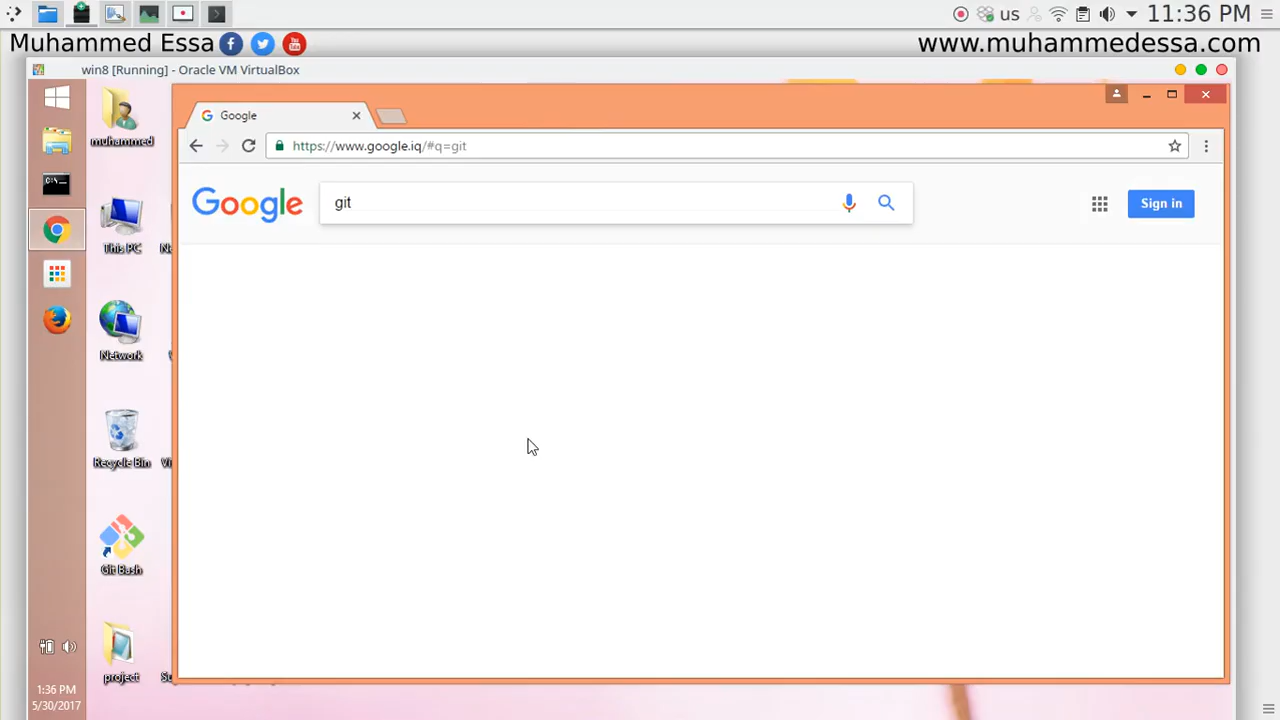 us
11:36 PM
Muhammed Essa
www.muhammedessa.com
win8 [Running] - Oracle VM VirtualBox
Google
https://www.google.iq/#q=git
Google
git
Sign in
muhammed
This PC
Network
Recycle Bin
Git Bash
project
1:36 PM
5/30/2017